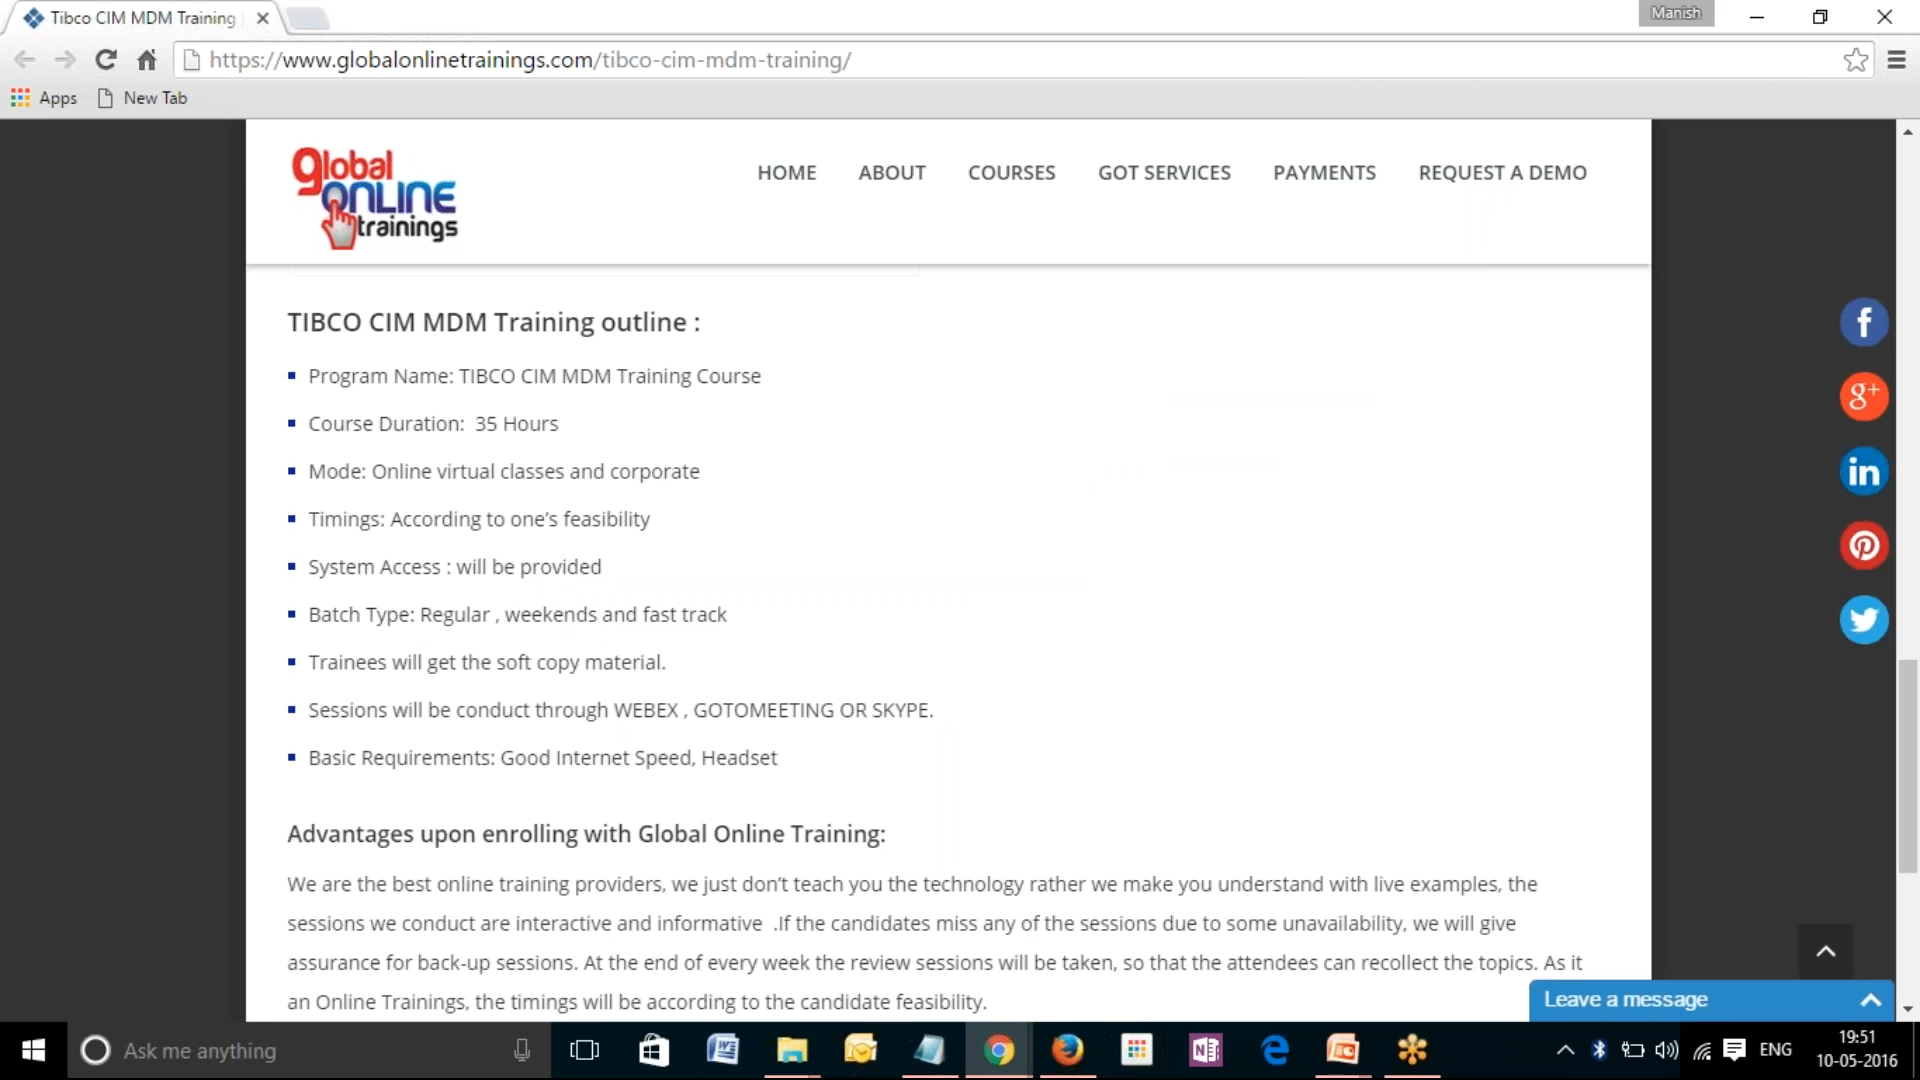 Tibco CIM MDM Training
Manish
https://www.globalonlinetrainings.com/tibco-cim-mdm-training/
Apps
New Tab
global
ONLINE
trainings
HOME
ABOUT
COURSES
GOT SERVICES
PAYMENTS
REQUEST A DEMO
TIBCO CIM MDM Training outline :
Program Name: TIBCO CIM MDM Training Course
Course Duration:  35 Hours
Mode: Online virtual classes and corporate
Timings: According to one’s feasibility
System Access : will be provided
Batch Type: Regular , weekends and fast track
Trainees will get the soft copy material.
Sessions will be conduct through WEBEX , GOTOMEETING OR SKYPE.
Basic Requirements: Good Internet Speed, Headset
Advantages upon enrolling with Global Online Training:
We are the best online training providers, we just don’t teach you the technology rather we make you understand with live examples, the
sessions we conduct are interactive and informative  .If the candidates miss any of the sessions due to some unavailability, we will give
assurance for back-up sessions. At the end of every week the review sessions will be taken, so that the attendees can recollect the topics. As it
an Online Trainings, the timings will be according to the candidate feasibility.
Leave a message
Ask me anything
ENG
19:51
10-05-2016